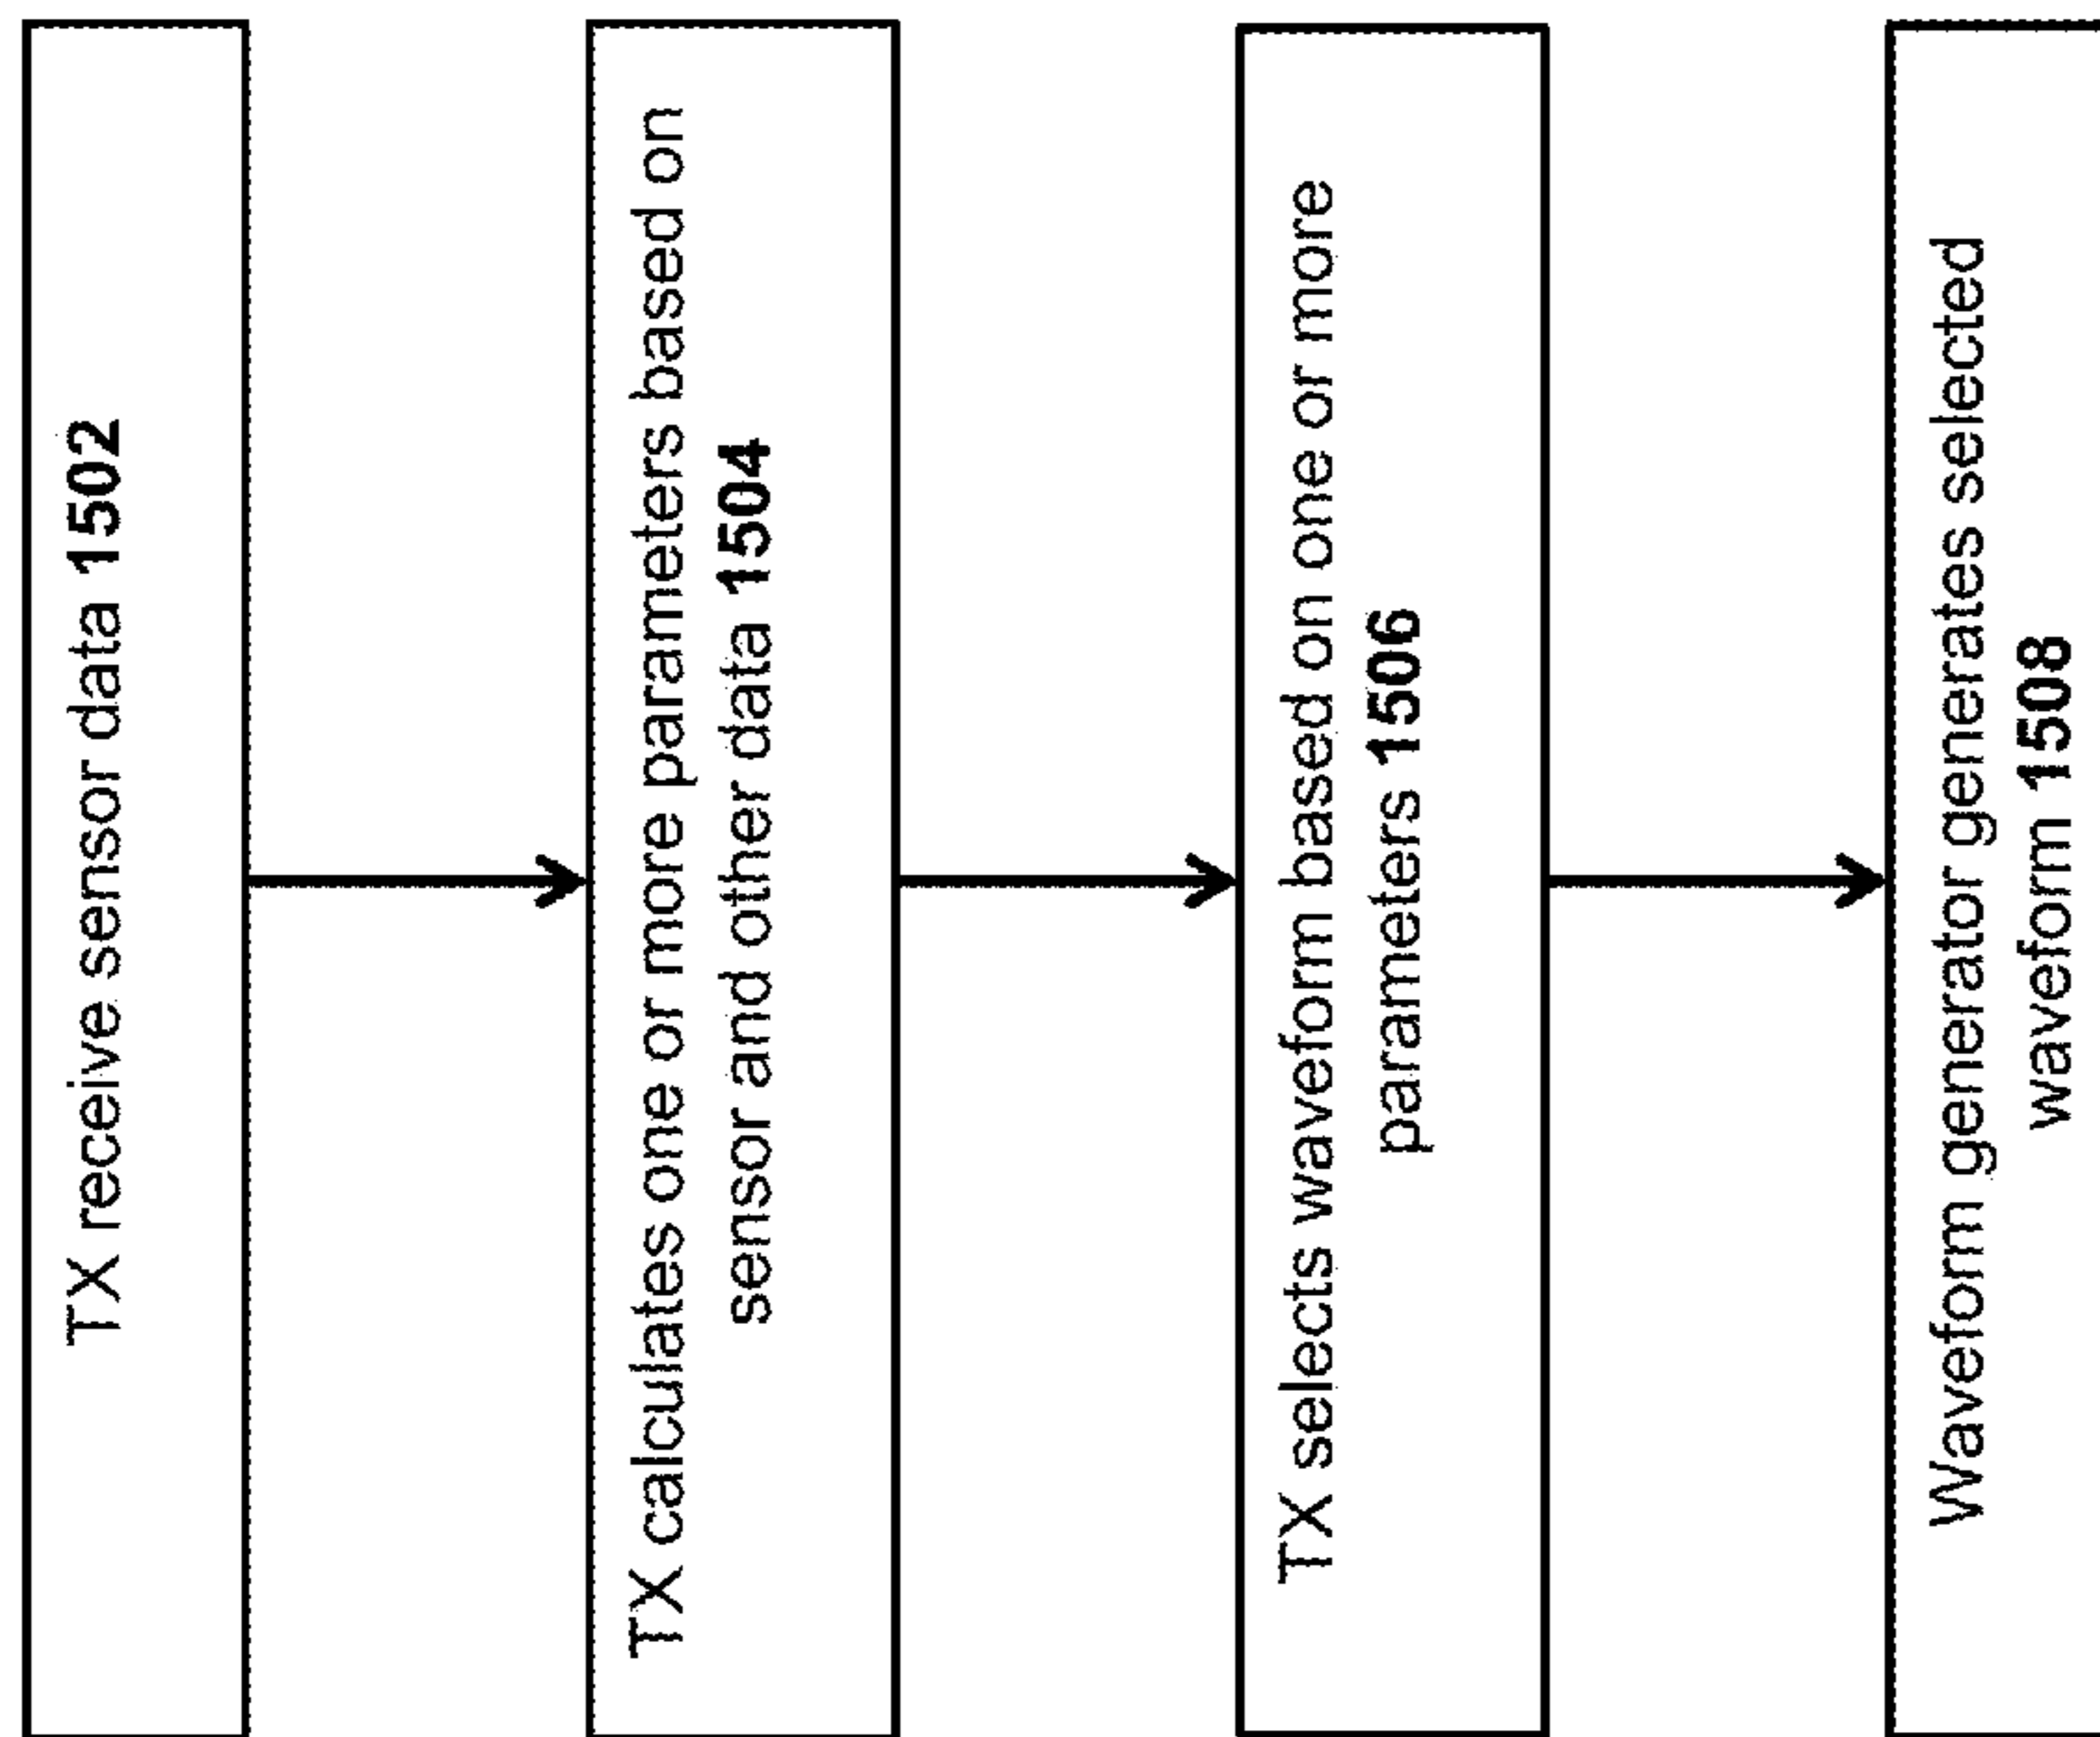 TX receive sensor data 1502
TX calculates one or more parameters based on
sensor and other data 1504
TX selects waveform based on one or more
parameters 1506
Waveform generator generates selected
waveform 1508